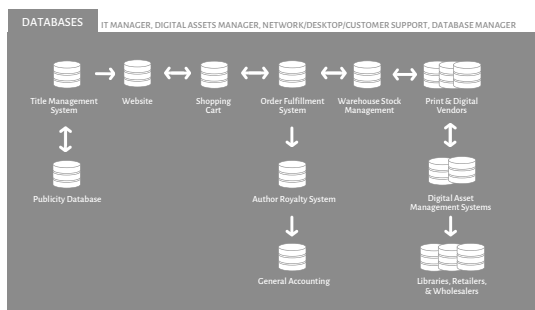 DATABASES
IT MANAGER, DIGITAL ASSETS MANAGER, NETWORK/DESKTOP/CUSTOMER SUPPORT, DATABASE MANAGER
Title Management
System
Website
Shopping
Cart
Order Fulfillment
System
Warehouse Stock
Management
Print & Digital
Vendors
Publicity Database
Author Royalty System
Digital Asset
Management Systems
General Accounting
Libraries, Retailers,
& Wholesalers